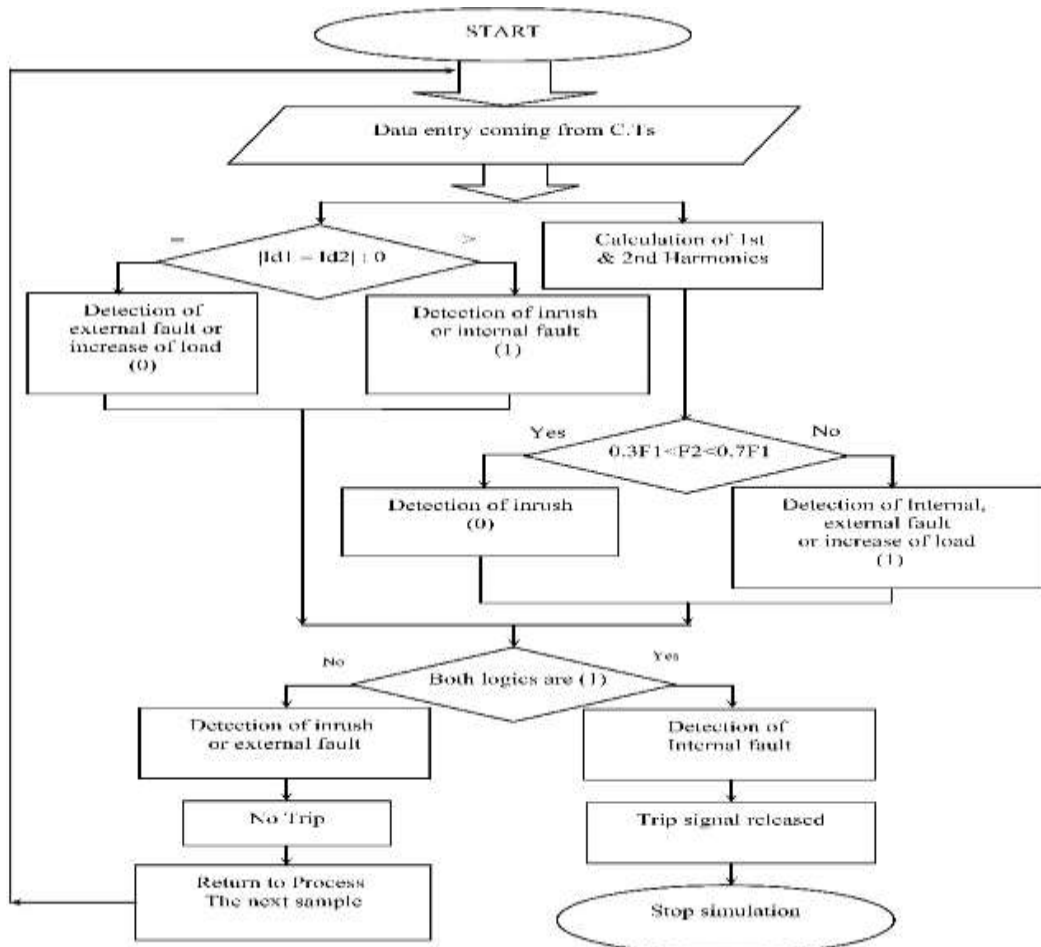 START
Data entry coming from C.Ts
=
>
|Id1 – Id2| : 0
Calculation of 1st
& 2nd Harmonics
Detection of
external fault or
increase of load
(0)
Detection of inrush
or internal fault
(1)
Yes
No
0.3F1<F2<0.7F1
Detection of inrush
(0)
Detection of Internal,
external fault
or increase of load
(1)
No
Yes
Both logics are (1)
Detection of inrush
or external fault
Detection of
Internal fault
No Trip
Trip signal released
Return to Process
The next sample
Stop simulation